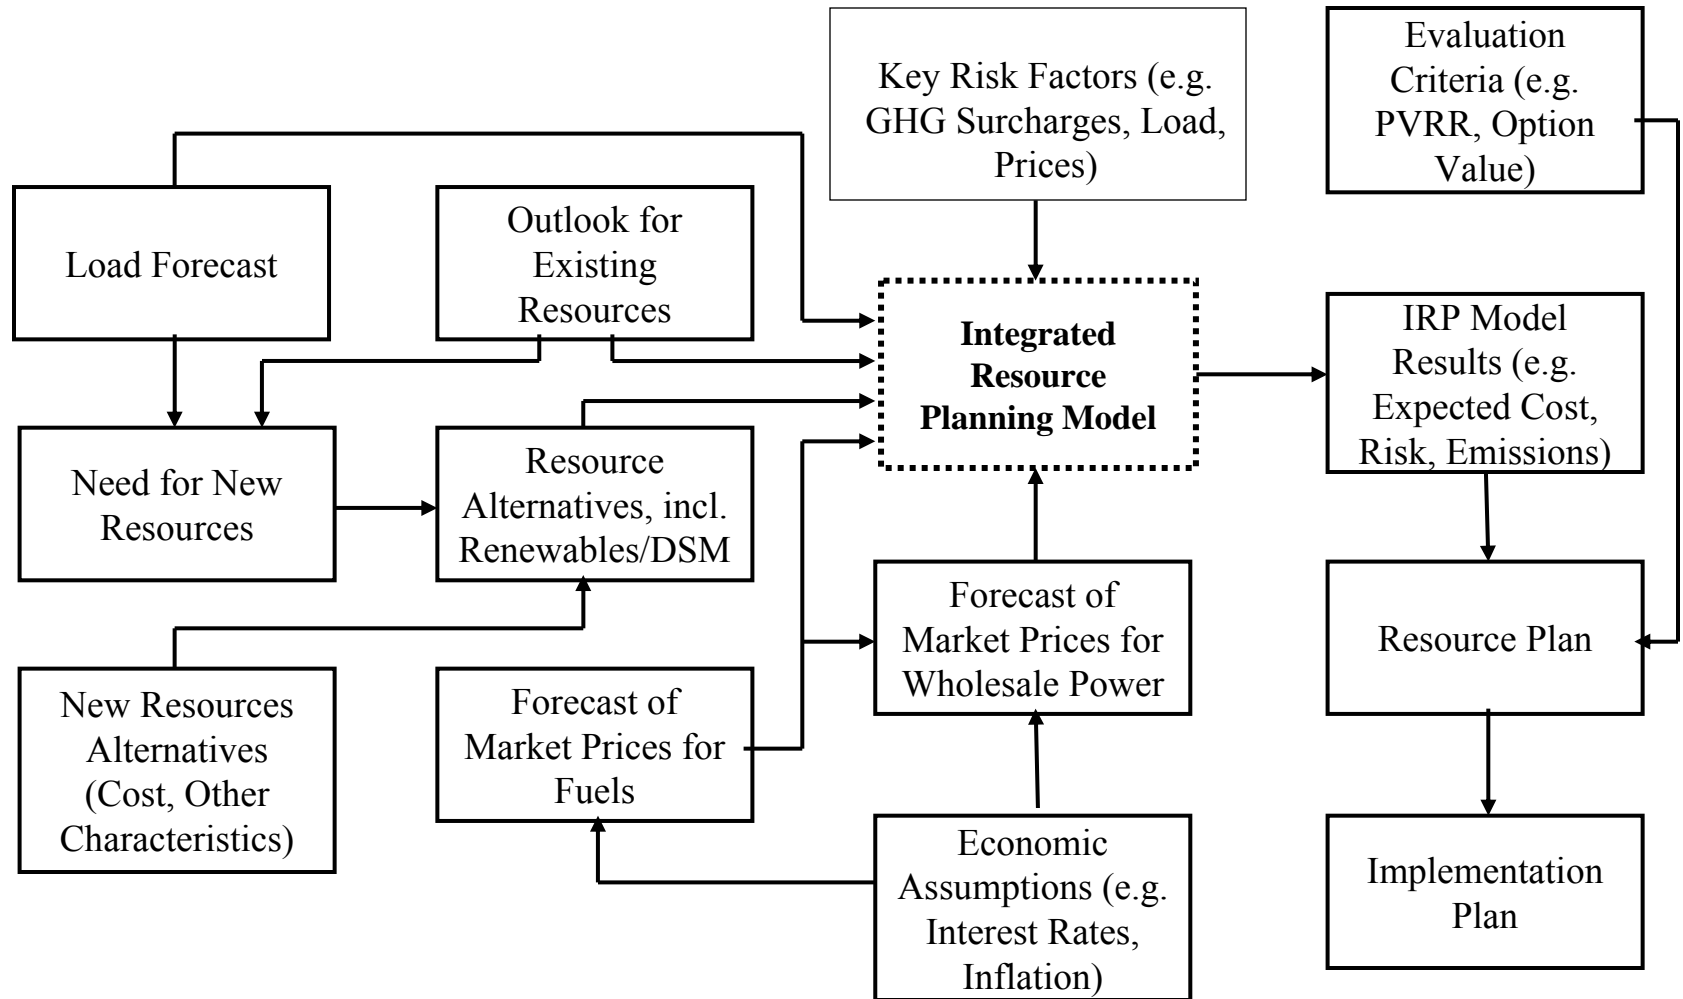 Key Risk Factors (e.g.
GHG Surcharges, Load,
Prices)
Evaluation
Criteria (e.g.
PVRR, Option
Value)
Load Forecast
Outlook for
Existing
Resources
Integrated
Resource
Planning Model
IRP Model
Results (e.g.
Expected Cost,
Risk, Emissions)
Need for New
Resources
Resource
Alternatives, incl.
Renewables/DSM
Forecast of
Market Prices for
Wholesale Power
Resource Plan
New Resources
Alternatives
(Cost, Other
Characteristics)
Forecast of
Market Prices for
Fuels
Economic
Assumptions (e.g.
Interest Rates,
Inflation)
Implementation
Plan